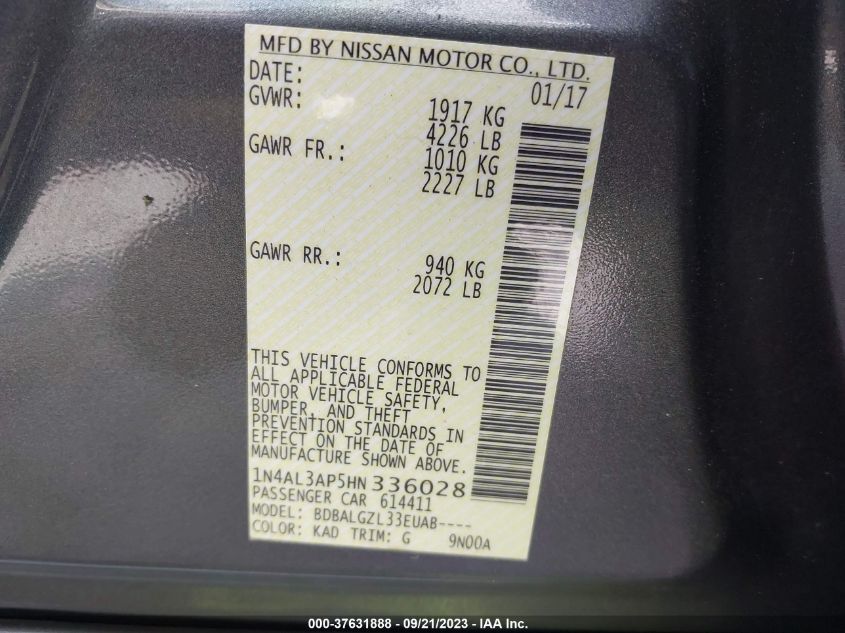 MFD BY NISSAN MOTOR CO., LTD.
DATE: 01/17
GVWR: 1917 KG
4226 LB
GAWR FR.: 1010 KG
2227 LB
GAWR RR.: 940 KG
2072 LB
THIS VEHICLE CONFORMS TO
ALL APPLICABLE FEDERAL
MOTOR VEHICLE SAFETY,
BUMPER, AND THEFT
PREVENTION STANDARDS IN
EFFECT ON THE DATE OF
MANUFACTURE SHOWN ABOVE.
1N4AL3AP5HN336028
PASSENGER CAR 614411
MODEL: BDBALGZL33EUAB----
COLOR: KAD TRIM: G 9N00A
000-37631888 - 09/21/2023 - IAA Inc.